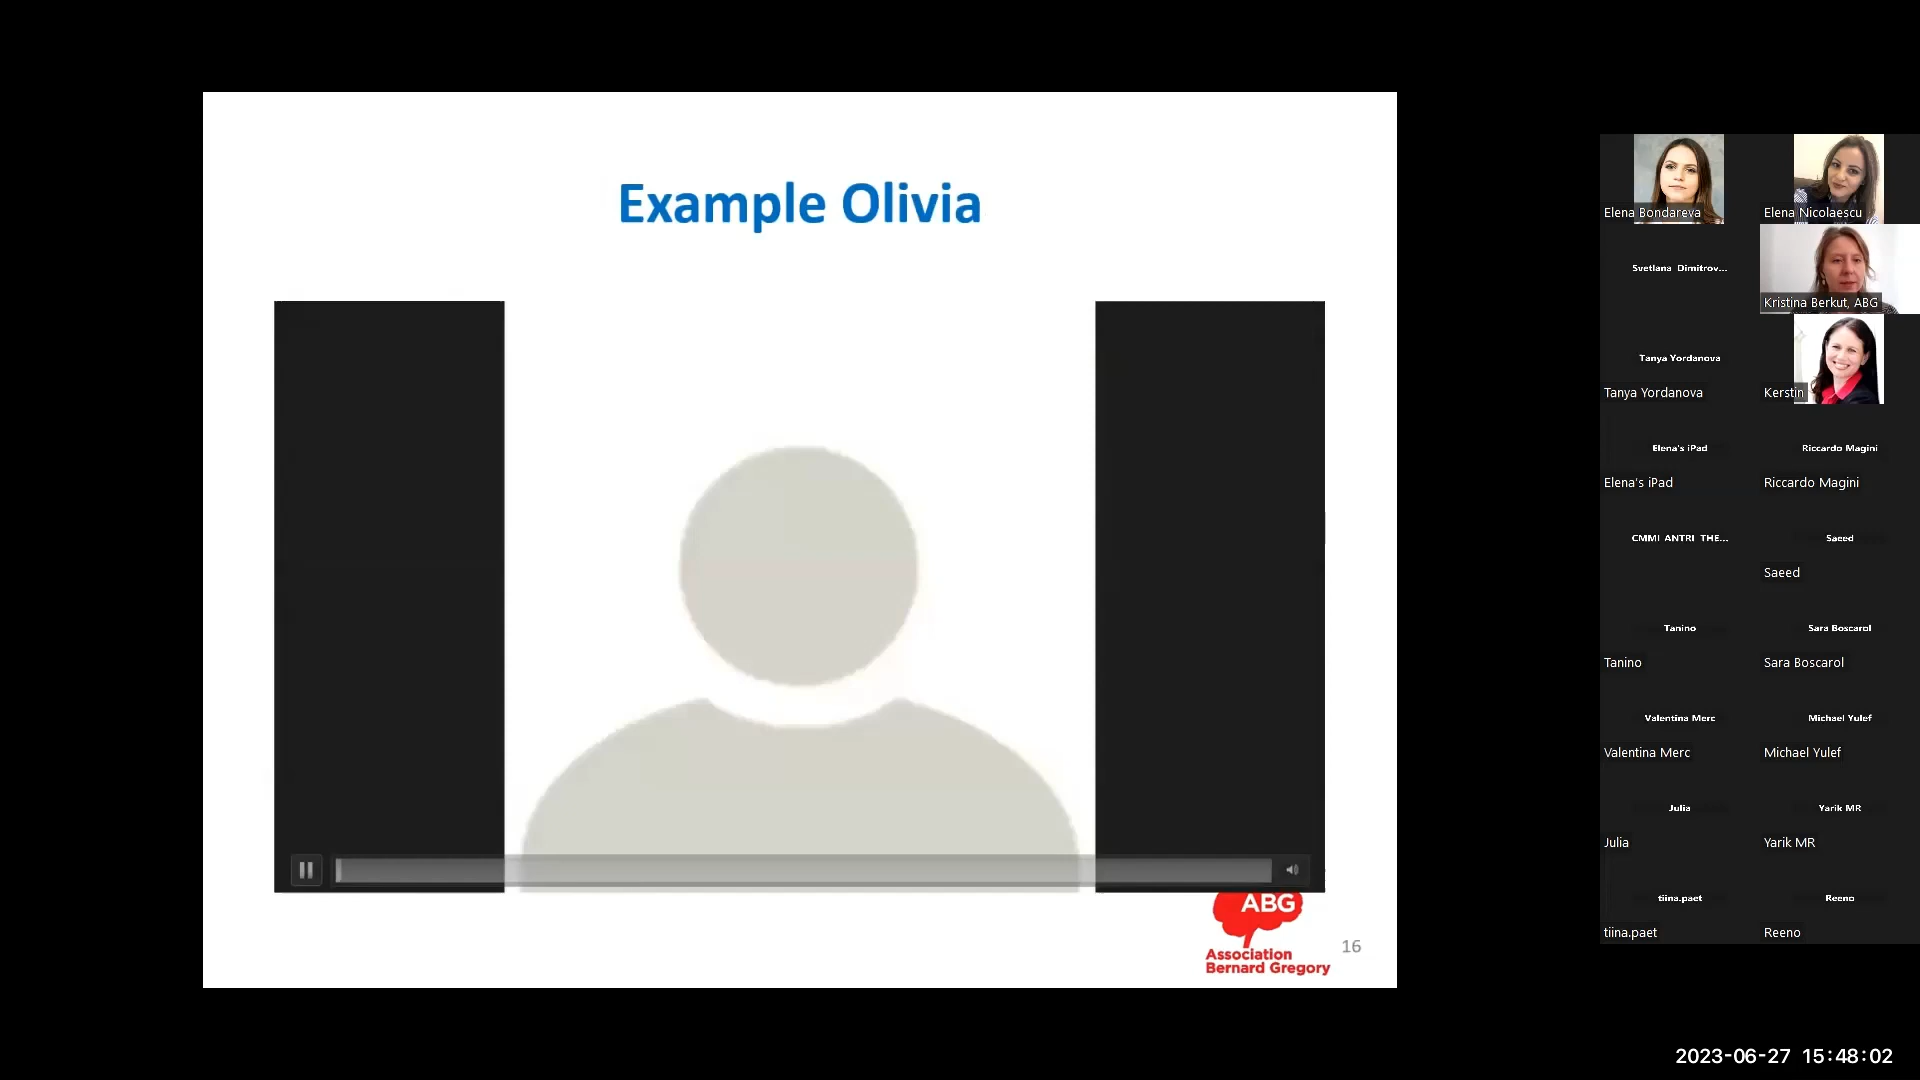 Example Olivia
ABG
Association
Bernard Gregory
16
Elena Bondareva
Elena Nicolaescu
Svetlana Dimitrov...
Kristina Berkut, ABG
Tanya Yordanova
Tanya Yordanova
Kerstin
Elena's iPad
Riccardo Magini
Elena's iPad
Riccardo Magini
CMMI ANTRI THE...
Saeed
Saeed
Tanino
Sara Boscarol
Tanino
Sara Boscarol
Valentina Merc
Michael Yulef
Valentina Merc
Michael Yulef
Julia
Yarik MR
Julia
Yarik MR
tiina.paet
Reeno
tiina.paet
Reeno
2023-06-27 15:48:02